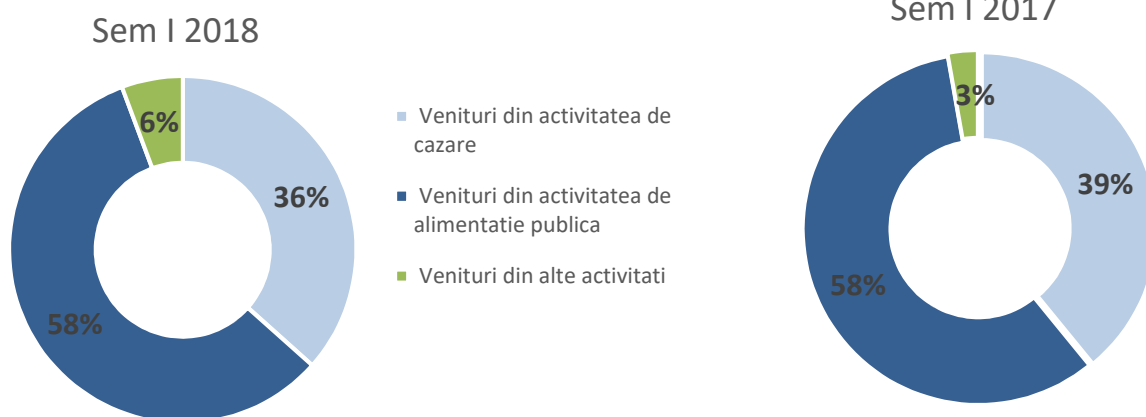 Sem I 2018
6%
36%
58%
Venituri din activitatea de
cazare
Venituri din activitatea de
alimentatie publica
Venituri din alte activitati
Sem I 2017
3%
39%
58%